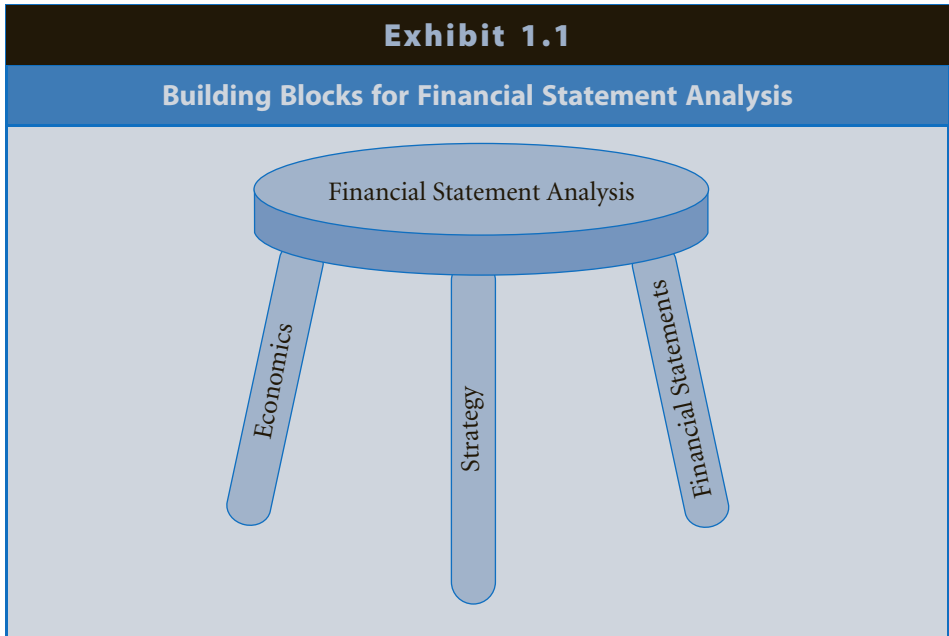 Exhibit 1.1
Building Blocks for Financial Statement Analysis
Financial Statement Analysis
Economics
Strategy
Financial Statements